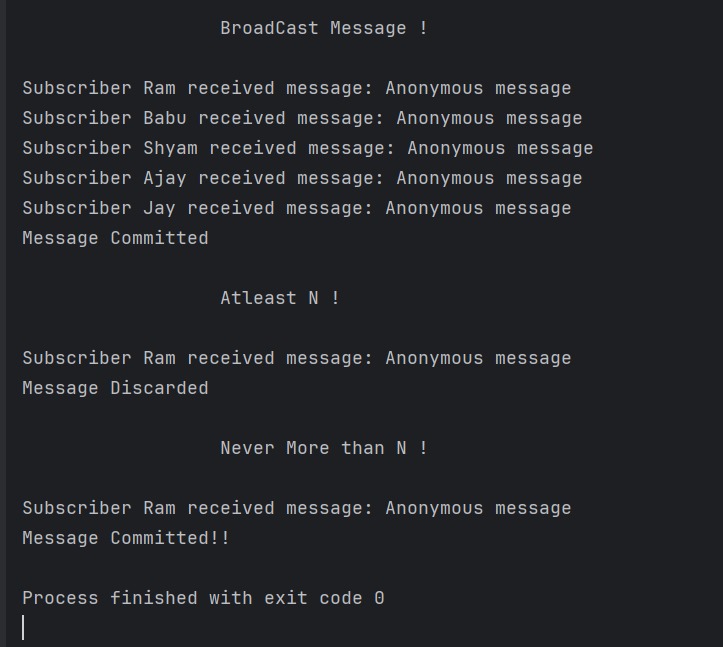 BroadCast Message !
Subscriber Ram received message: Anonymous message
Subscriber Babu received message: Anonymous message
Subscriber Shyam received message: Anonymous message
Subscriber Ajay received message: Anonymous message
Subscriber Jay received message: Anonymous message
Message Committed
Atleast N !
Subscriber Ram received message: Anonymous message
Message Discarded
Never More than N !
Subscriber Ram received message: Anonymous message
Message Committed!!
Process finished with exit code 0